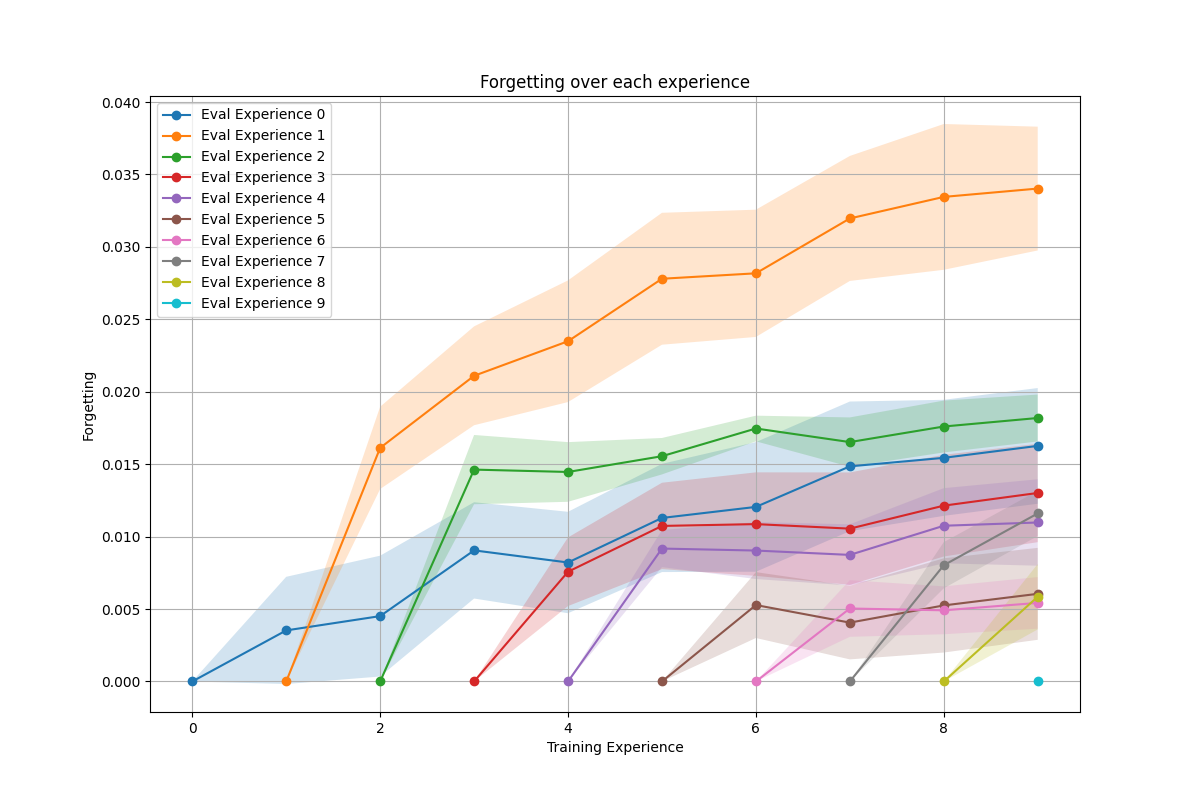 Forgetting over each experience
0.040
0.035
0.030
0.025
0.020
0.015
0.010
0.005
0.000
Forgetting
Eval Experience 0
Eval Experience 1
Eval Experience 2
Eval Experience 3
Eval Experience 4
Eval Experience 5
Eval Experience 6
Eval Experience 7
Eval Experience 8
Eval Experience 9
0 2 4 6 8
Training Experience